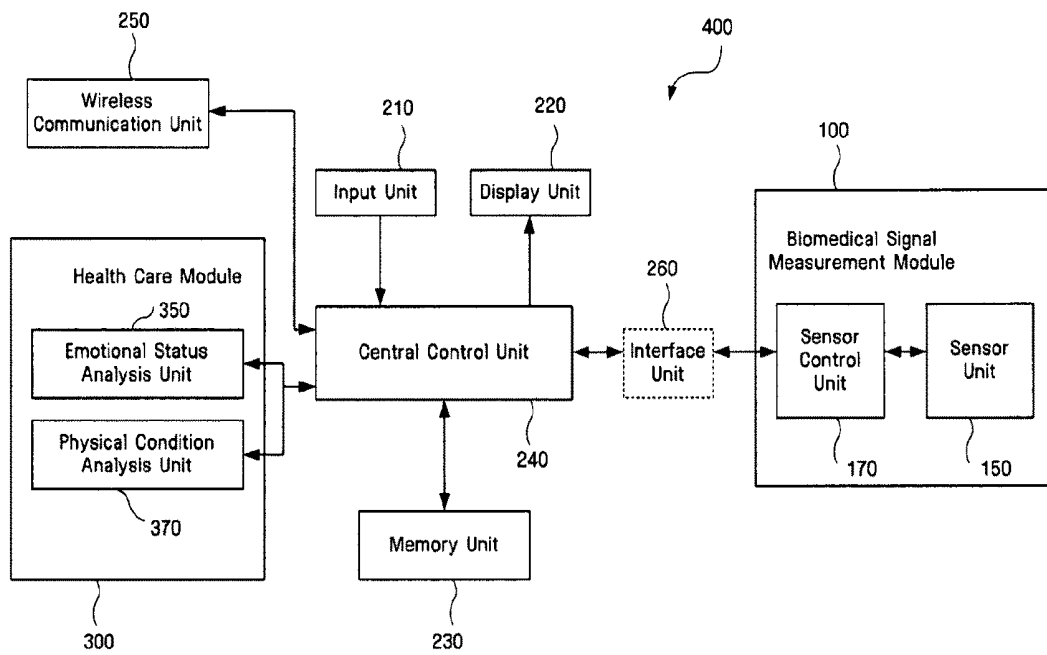 250
400
Wireless
Communication Unit
210
220
100
Input Unit
Display Unit
Biomedical Signal
Measurement Module
Health Care Module
260
350
Emotional Status
Analysis Unit
Central Control Unit
Interface
Unit
Sensor
Control
Unit
Sensor
Unit
Physical Condition
Analysis Unit
240
170
150
370
Memory Unit
300
230